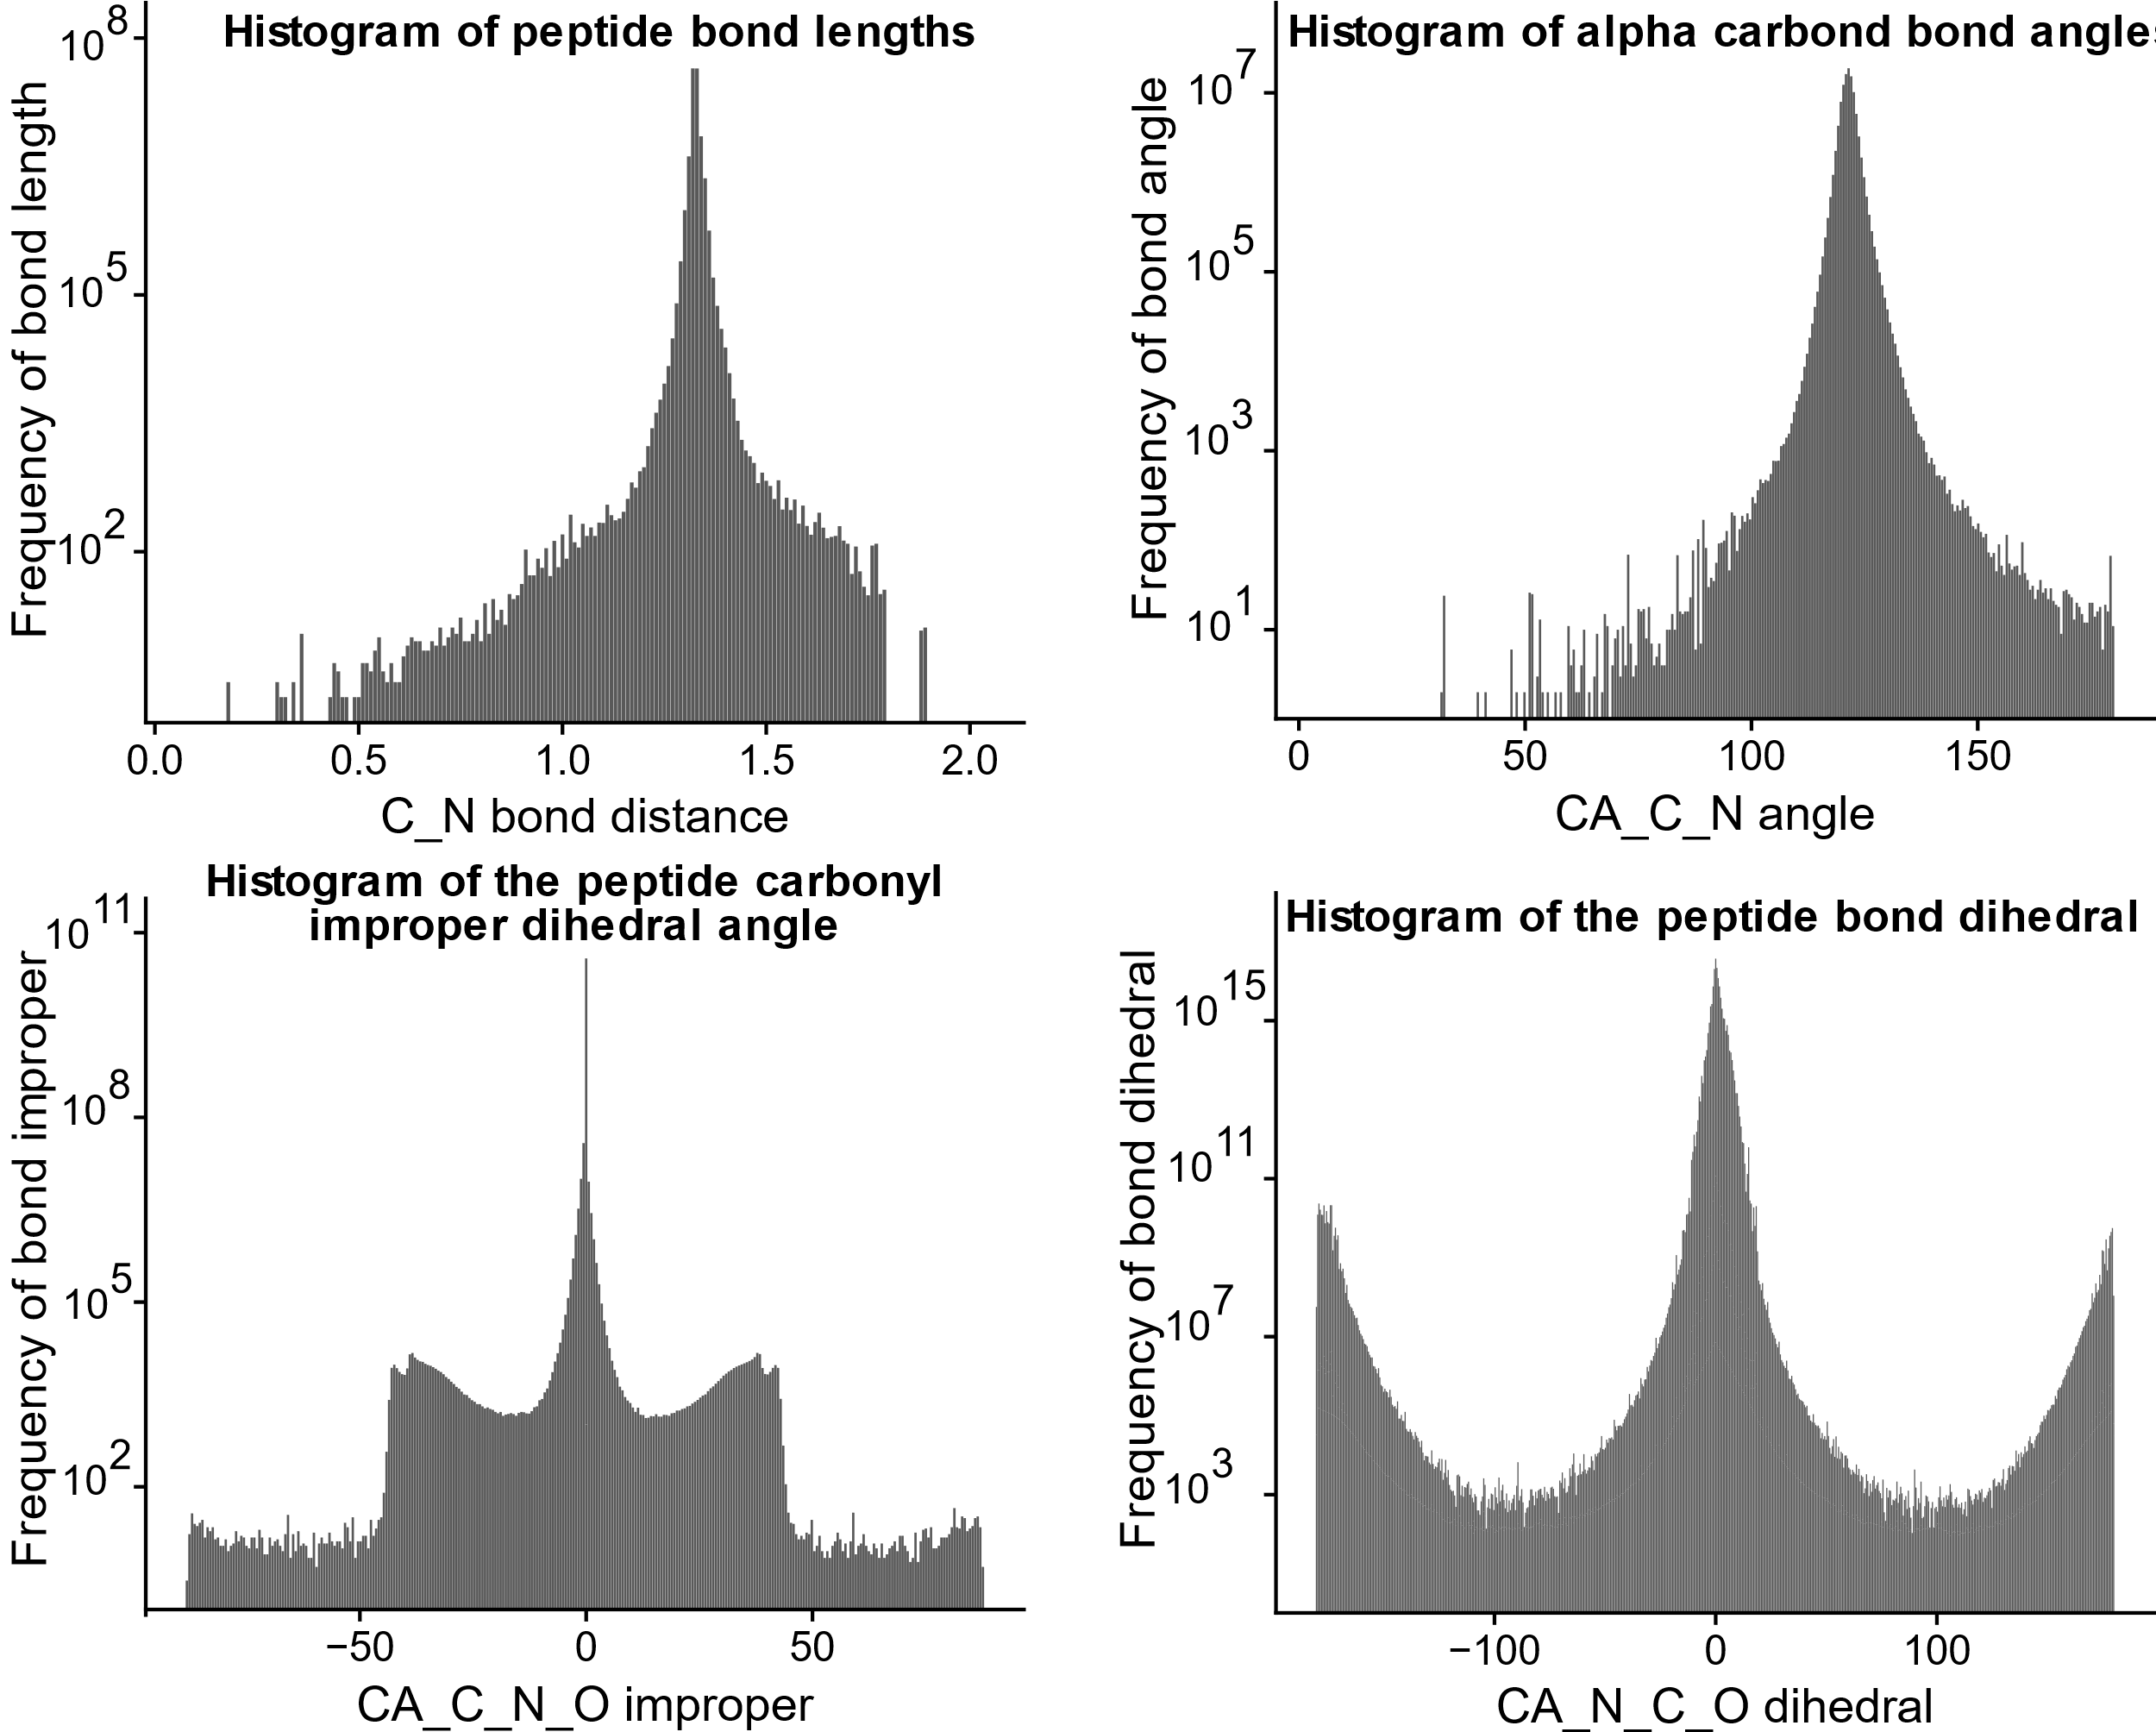 Histogram of peptide bond lengths
10^8
10^5
10^2
Frequency of bond length
0.0 0.5 1.0 1.5 2.0
C_N bond distance
Histogram of alpha carbond bond angles
10^7
10^5
10^3
10^1
Frequency of bond angle
0 50 100 150
CA_C_N angle
Histogram of the peptide carbonyl
improper dihedral angle
10^11
10^8
10^5
10^2
Frequency of bond improper
−50 0 50
CA_C_N_O improper
Histogram of the peptide bond dihedral
10^15
10^11
10^7
10^3
Frequency of bond dihedral
−100 0 100
CA_N_C_O dihedral